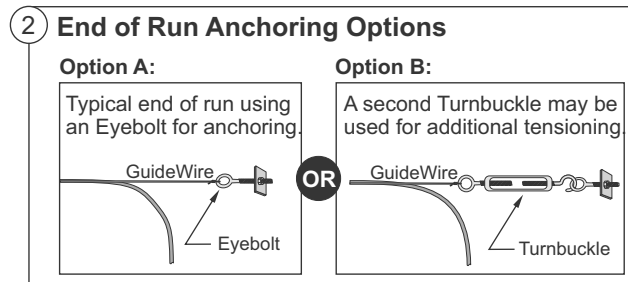 2 End of Run Anchoring Options
Option A:
Typical end of run using
an Eyebolt for anchoring.
GuideWire
Eyebolt
OR
Option B:
A second Turnbuckle may be
used for additional tensioning.
GuideWire
Turnbuckle